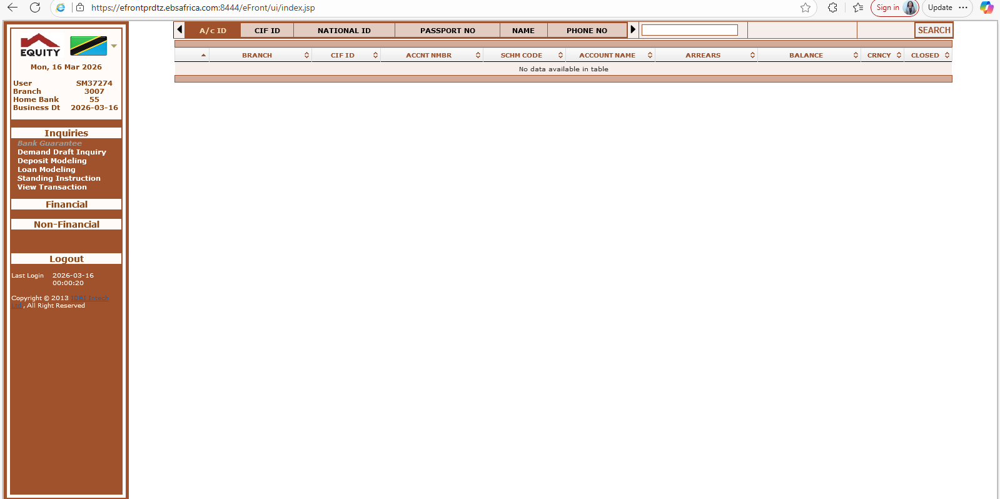 https://efrontprdtz.ebsafrica.com:8444/eFront/ui/index.jsp
Sign in
Update
EQUITY
Mon, 16 Mar 2026
User SM37274
Branch 3007
Home Bank 55
Business Dt 2026-03-16
Inquiries
Bank Guarantee
Demand Draft Inquiry
Deposit Modeling
Loan Modeling
Standing Instruction
View Transaction
Financial
Non-Financial
Logout
Last Login 2026-03-16
00:00:20
Copyright © 2013 IDBI Intech
Ltd , All Right Reserved
A/c ID CIF ID NATIONAL ID PASSPORT NO NAME PHONE NO SEARCH
BRANCH CIF ID ACCNT NMBR SCHM CODE ACCOUNT NAME ARREARS BALANCE CRNCY CLOSED
No data available in table